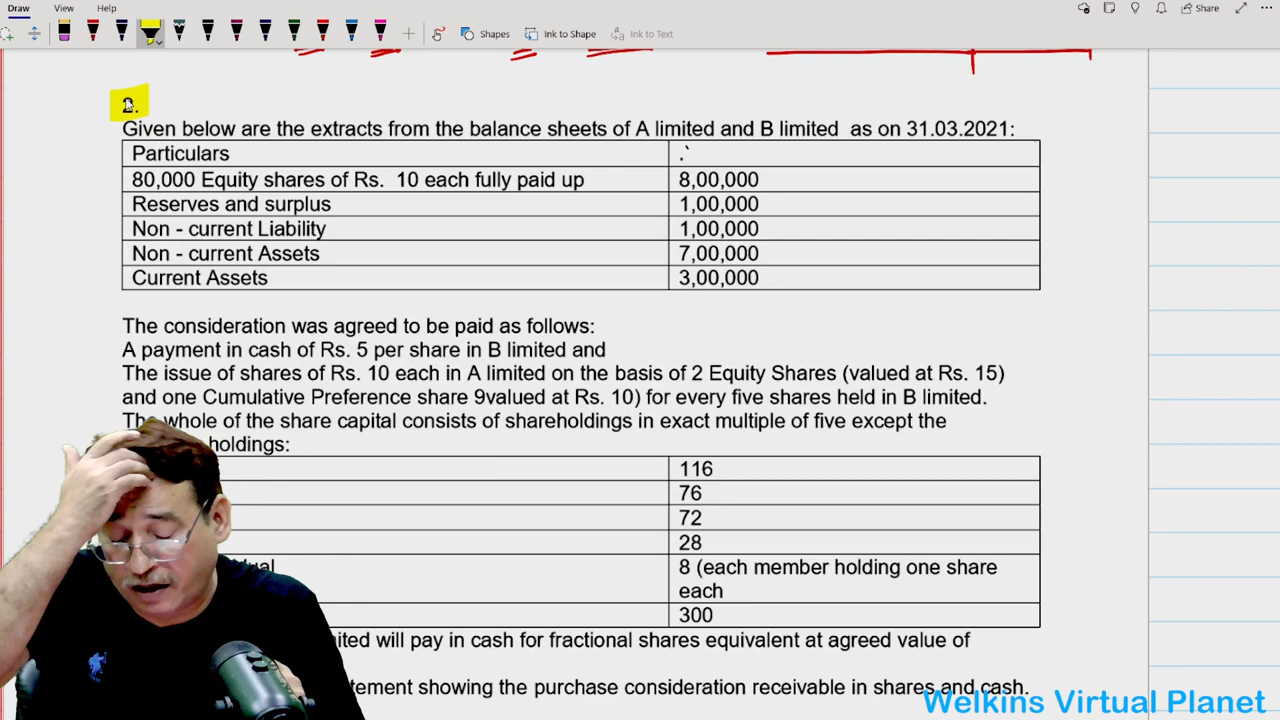 Draw View Help
Share
+ Shapes Ink to Shape Ink to Text
2.
Given below are the extracts from the balance sheets of A limited and B limited as on 31.03.2021:
Particulars
80,000 Equity shares of Rs. 10 each fully paid up 8,00,000
Reserves and surplus 1,00,000
Non - current Liability 1,00,000
Non - current Assets 7,00,000
Current Assets 3,00,000
The consideration was agreed to be paid as follows:
A payment in cash of Rs. 5 per share in B limited and
The issue of shares of Rs. 10 each in A limited on the basis of 2 Equity Shares (valued at Rs. 15)
and one Cumulative Preference share 9valued at Rs. 10) for every five shares held in B limited.
The whole of the share capital consists of shareholdings in exact multiple of five except the
holdings:
116
76
72
28
8 (each member holding one share
each
300
will pay in cash for fractional shares equivalent at agreed value of
showing the purchase consideration receivable in shares and cash.
Welkins Virtual Planet